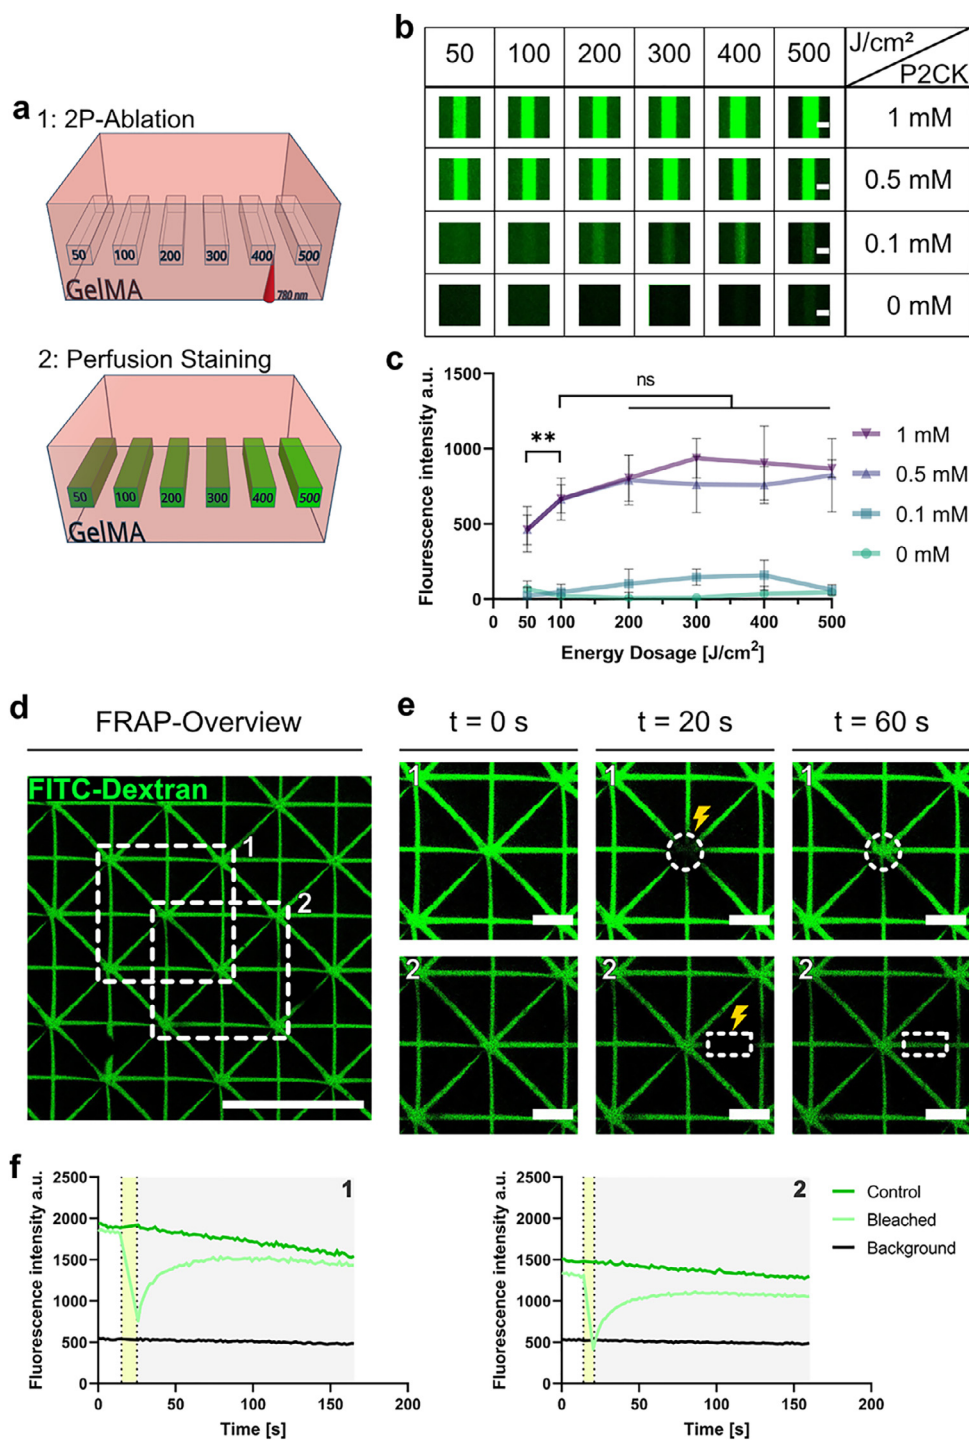 a
1: 2P-Ablation
50 100 200 300 400 500
GelMA
780 nm
2: Perfusion Staining
50 100 200 300 400 500
GelMA
b
50 100 200 300 400 500 J/cm²
P2CK
1 mM
0.5 mM
0.1 mM
0 mM
c
Flourescence intensity a.u.
1500
1000
500
0
ns
**
0 50 100 200 300 400 500
Energy Dosage [J/cm²]
1 mM
0.5 mM
0.1 mM
0 mM
d
FRAP-Overview
FITC-Dextran
1
2
e
t = 0 s t = 20 s t = 60 s
1 1 1
2 2 2
f
Fluorescence intensity a.u.
2500
2000
1500
1000
500
0
1
0 50 100 150 200
Time [s]
Fluorescence intensity a.u.
2500
2000
1500
1000
500
0
2
0 50 100 150 200
Time [s]
Control
Bleached
Background